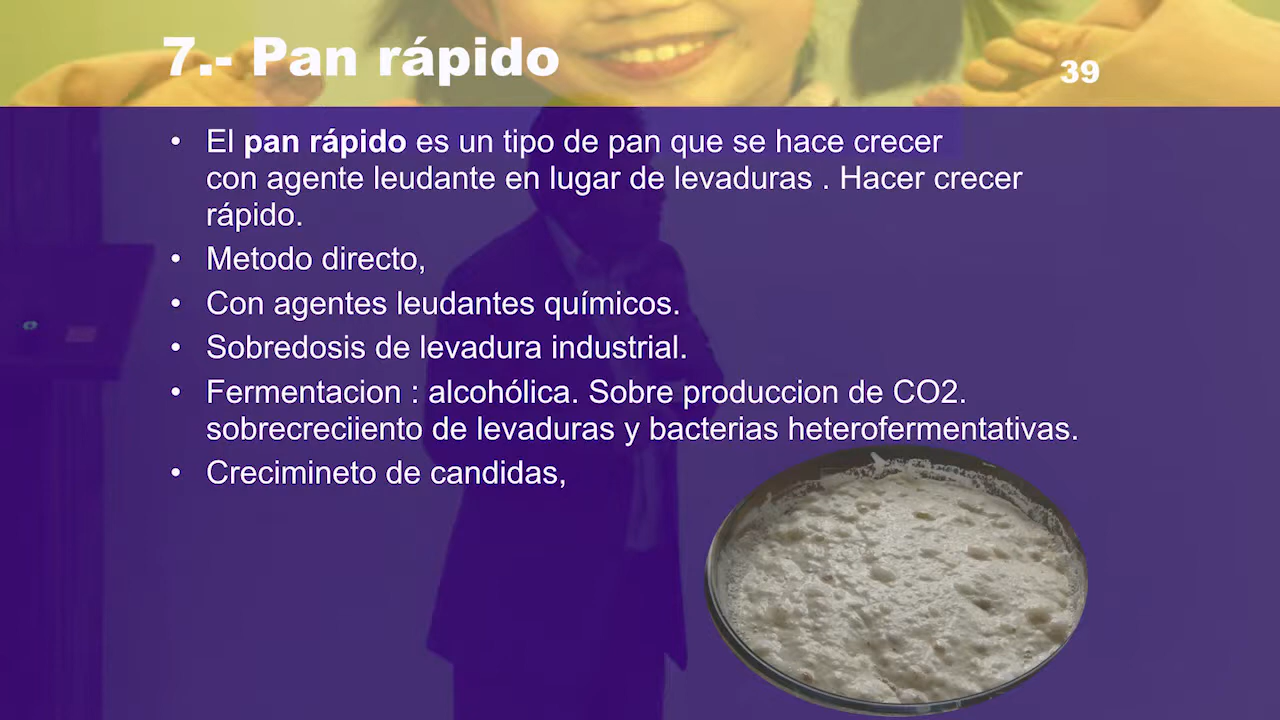 7.- Pan rápido
39
• El pan rápido es un tipo de pan que se hace crecer
con agente leudante en lugar de levaduras . Hacer crecer
rápido.
• Metodo directo,
• Con agentes leudantes químicos.
• Sobredosis de levadura industrial.
• Fermentacion : alcohólica. Sobre produccion de CO2.
sobrecreciiento de levaduras y bacterias heterofermentativas.
• Crecimineto de candidas,